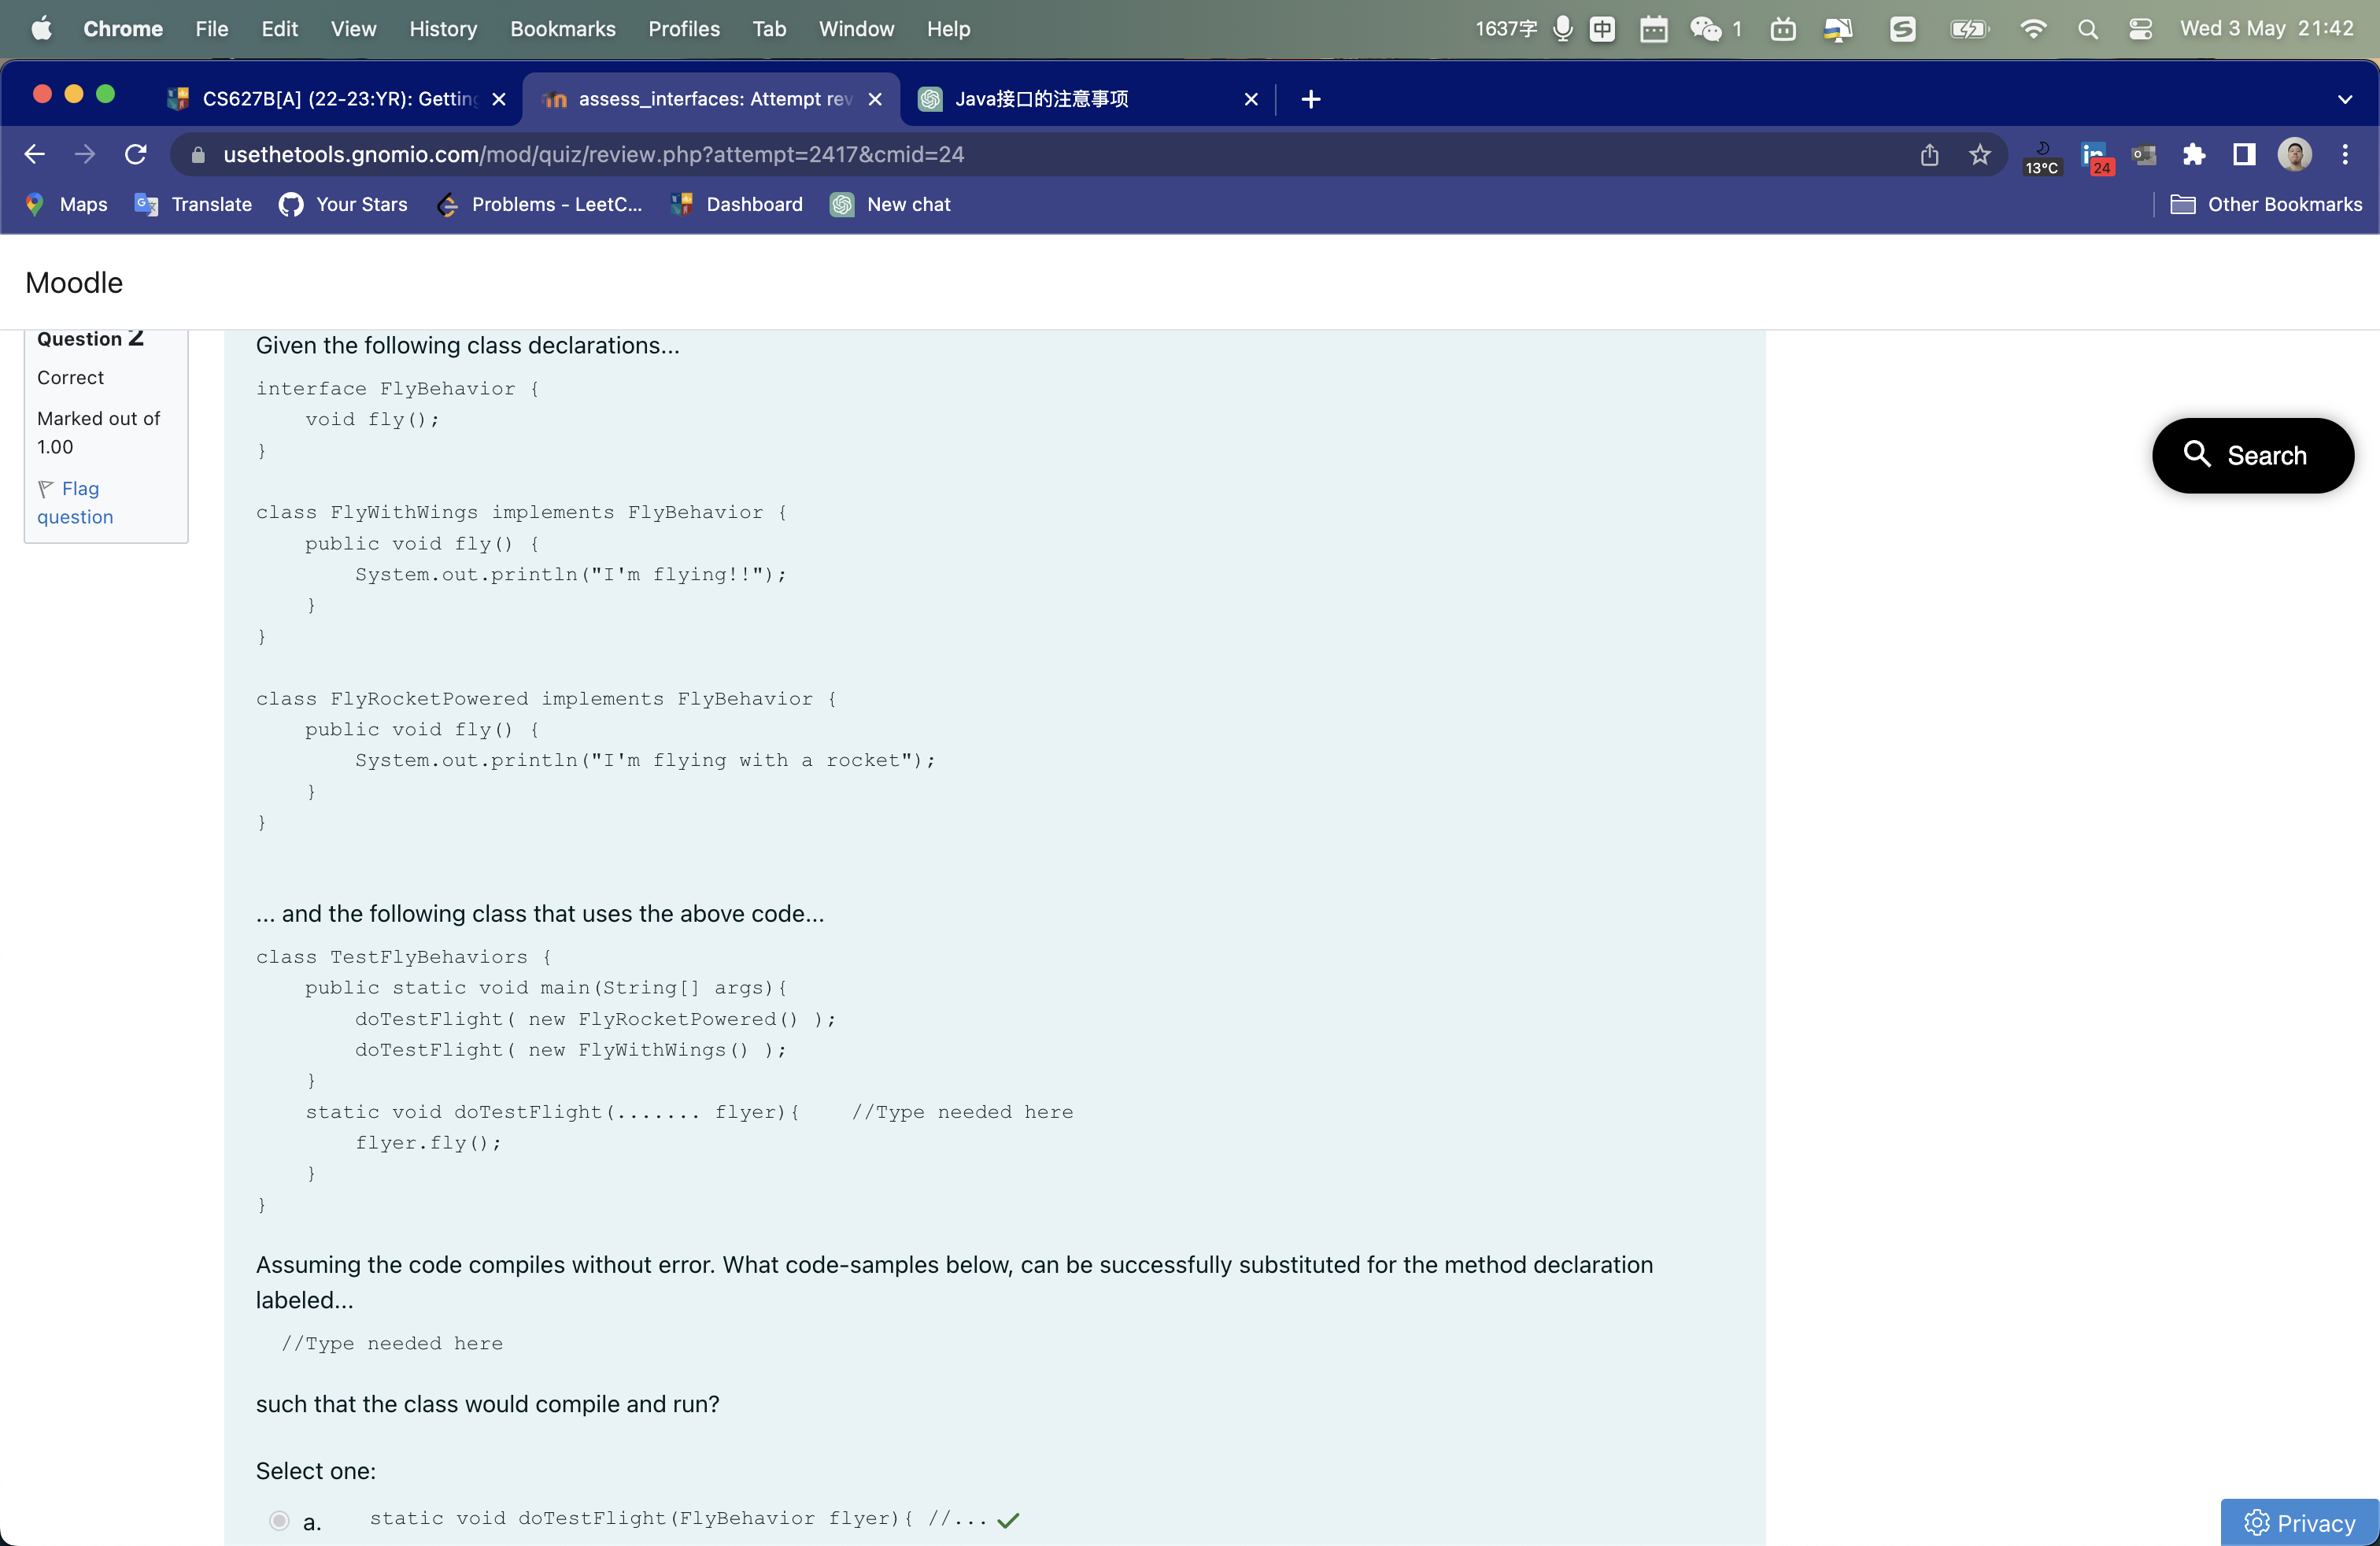 Chrome File Edit View History Bookmarks Profiles Tab Window Help 1637字 中 1 Wed 3 May 21:42
CS627B[A] (22-23:YR): Getting assess_interfaces: Attempt rev Java接口的注意事项
usethetools.gnomio.com/mod/quiz/review.php?attempt=2417&cmid=24 13°C 24
Maps Translate Your Stars Problems - LeetC... Dashboard New chat Other Bookmarks
Moodle
Question 2
Correct
Marked out of
1.00
Flag
question
Given the following class declarations...
interface FlyBehavior {
    void fly();
}
class FlyWithWings implements FlyBehavior {
    public void fly() {
        System.out.println("I'm flying!!");
    }
}
class FlyRocketPowered implements FlyBehavior {
    public void fly() {
        System.out.println("I'm flying with a rocket");
    }
}
... and the following class that uses the above code...
class TestFlyBehaviors {
    public static void main(String[] args){
        doTestFlight( new FlyRocketPowered() );
        doTestFlight( new FlyWithWings() );
    }
    static void doTestFlight(....... flyer){    //Type needed here
        flyer.fly();
    }
}
Assuming the code compiles without error. What code-samples below, can be successfully substituted for the method declaration
labeled...
  //Type needed here
such that the class would compile and run?
Select one:
a. static void doTestFlight(FlyBehavior flyer){ //...
Search
Privacy